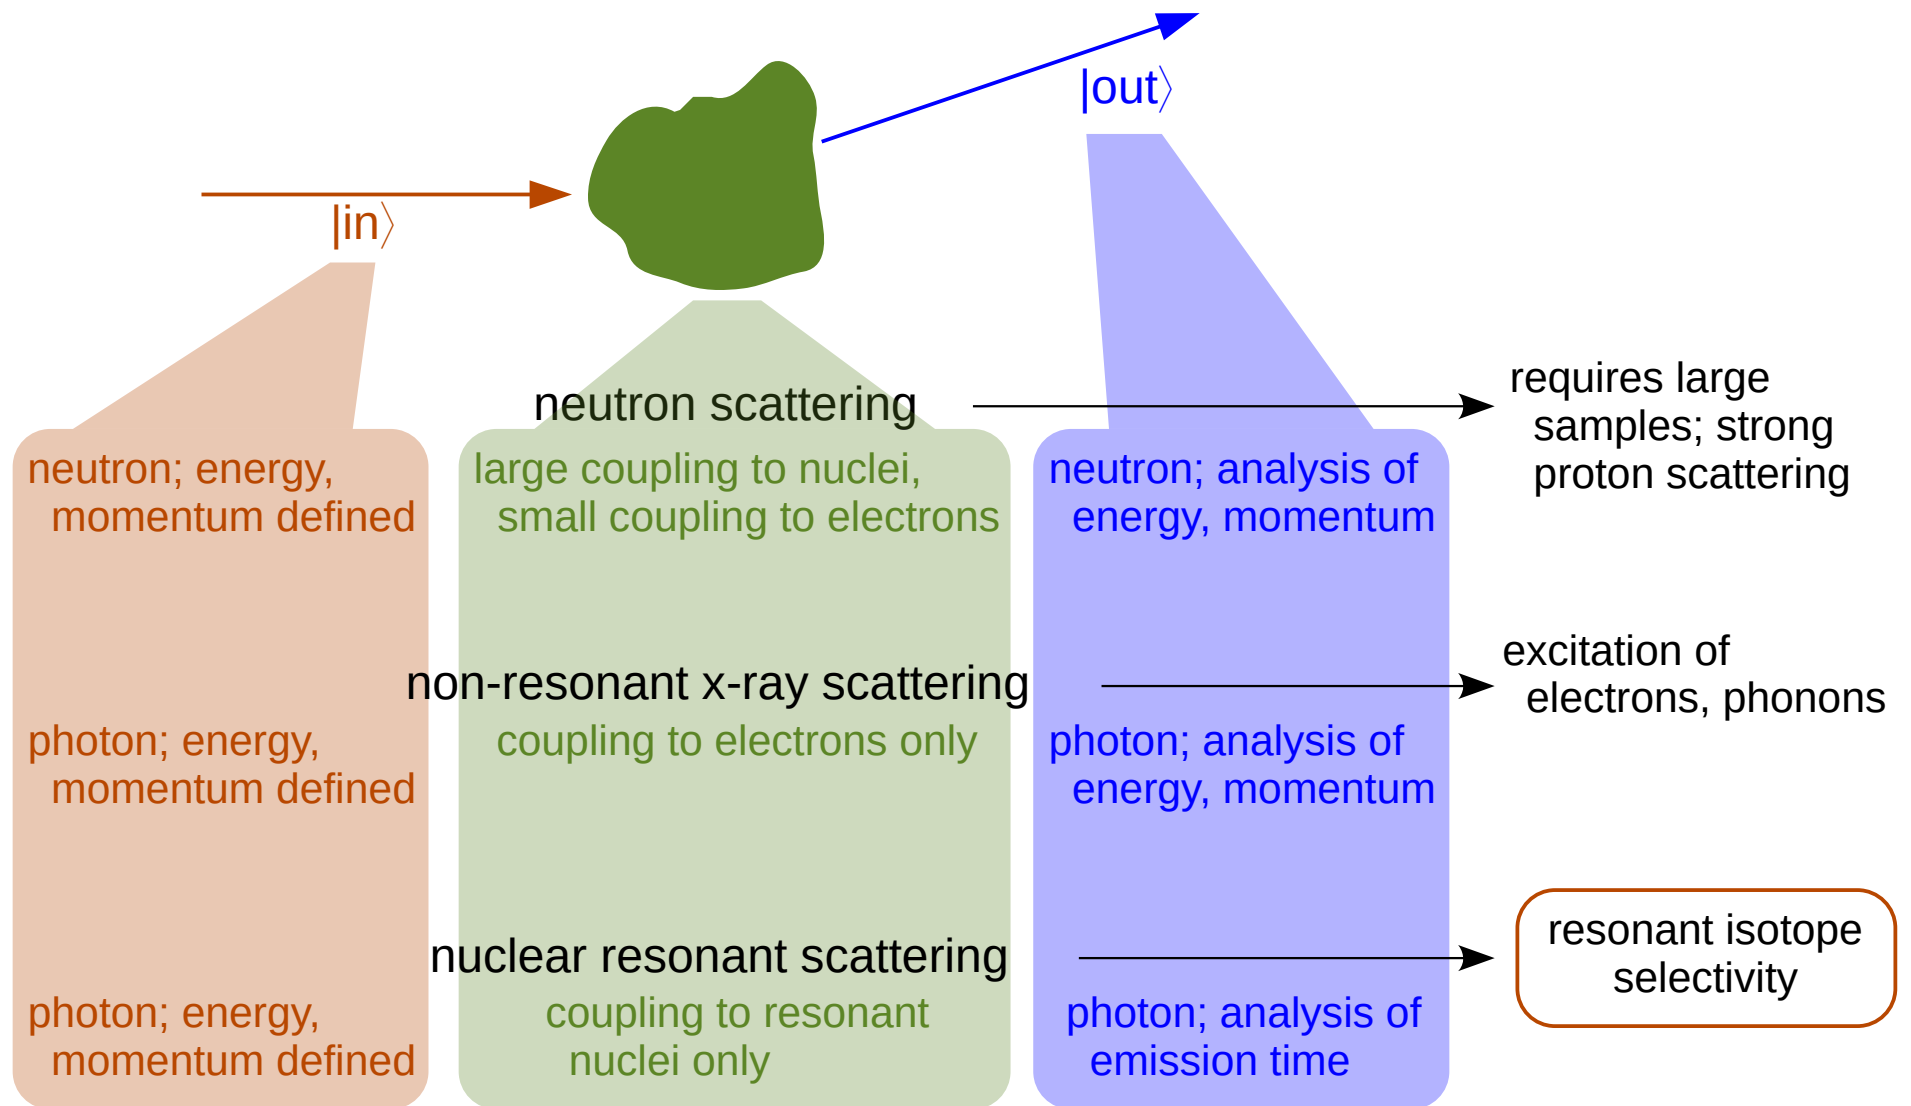 |out〉
|in〉
neutron scattering
requires large
samples; strong
proton scattering
neutron; energy,
momentum defined
large coupling to nuclei,
small coupling to electrons
neutron; analysis of
energy, momentum
non-resonant x-ray scattering
excitation of
electrons, phonons
photon; energy,
momentum defined
coupling to electrons only
photon; analysis of
energy, momentum
nuclear resonant scattering
resonant isotope
selectivity
photon; energy,
momentum defined
coupling to resonant
nuclei only
photon; analysis of
emission time